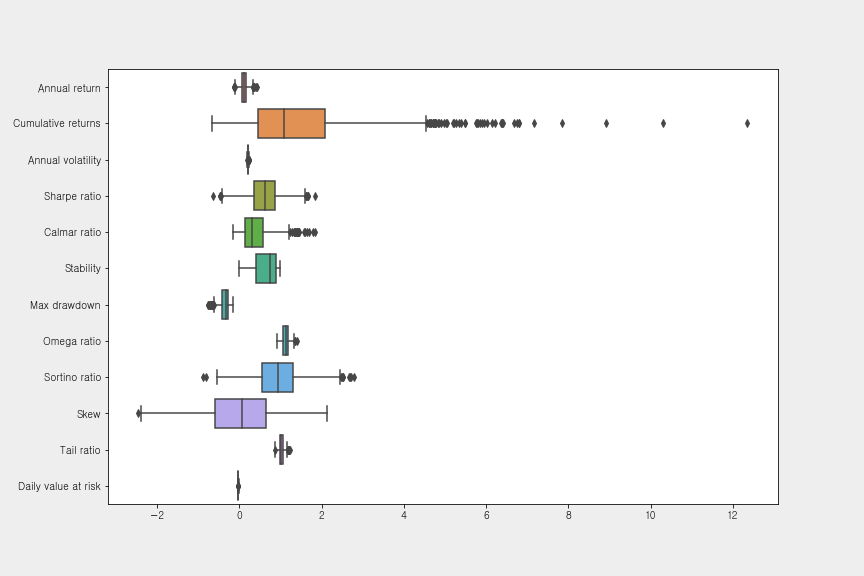 Annual return
Cumulative returns
Annual volatility
Sharpe ratio
Calmar ratio
Stability
Max drawdown
Omega ratio
Sortino ratio
Skew
Tail ratio
Daily value at risk
−2 0 2 4 6 8 10 12